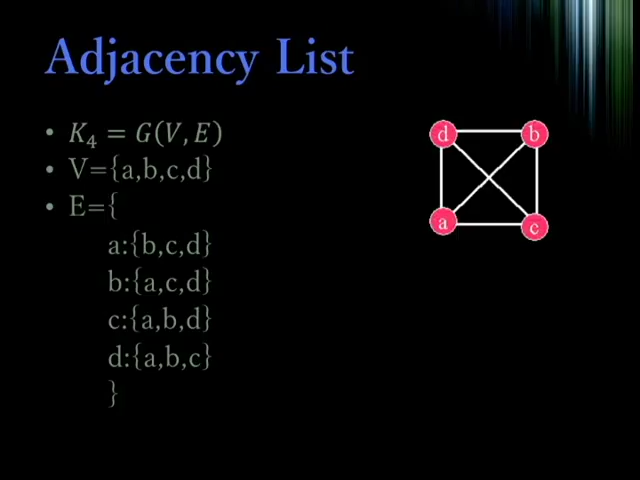 Adjacency List
• K₄ = G(V, E)
• V={a,b,c,d}
• E={
a:{b,c,d}
b:{a,c,d}
c:{a,b,d}
d:{a,b,c}
}
d b
a c